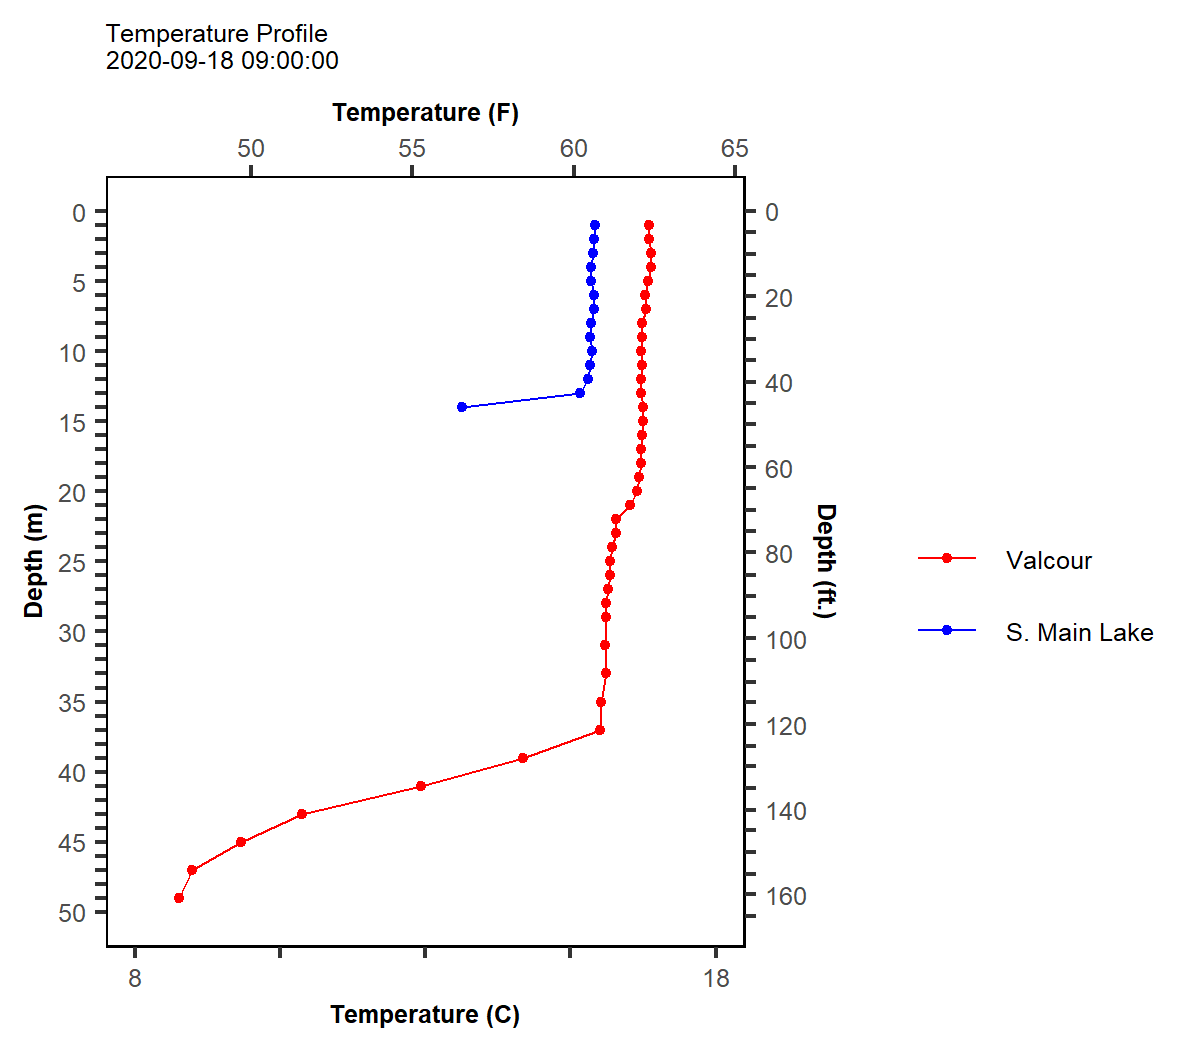 Temperature Profile
2020-09-18 09:00:00
Temperature (F)
50 55 60 65
0 0
5
20
10
40
15
60
20
Depth (m)
Depth (ft.)
80
25
Valcour
30
100
S. Main Lake
35
120
40
140
45
160
50
8 18
Temperature (C)